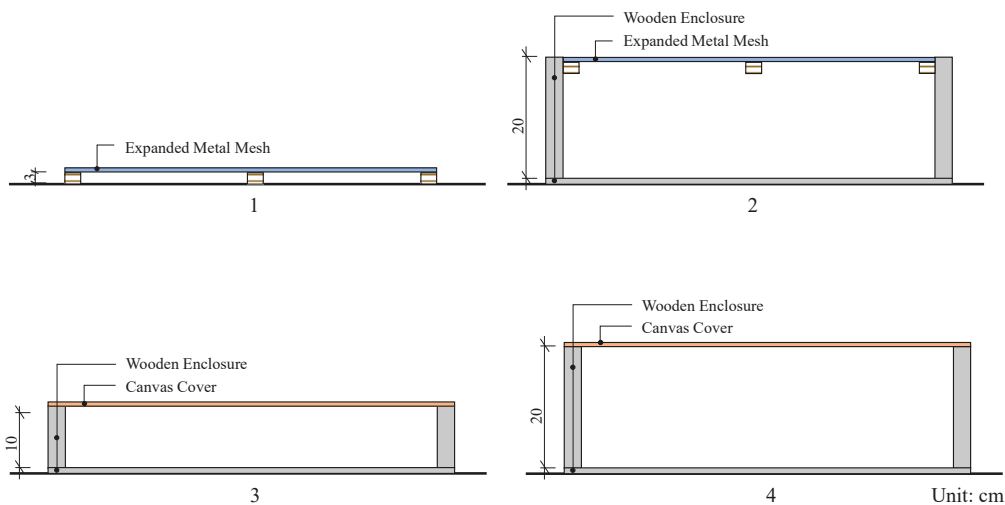 Expanded Metal Mesh
3
1
Wooden Enclosure
Expanded Metal Mesh
20
2
Wooden Enclosure
Canvas Cover
10
3
Wooden Enclosure
Canvas Cover
20
4
Unit: cm